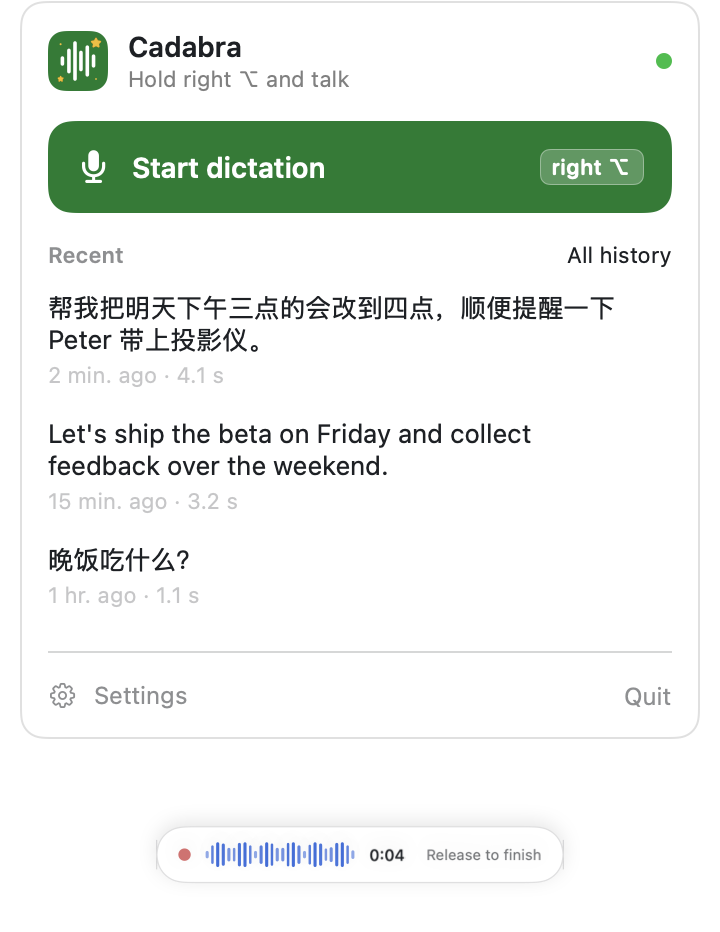 Cadabra
Hold right ⌥ and talk
Start dictation
right ⌥
Recent
All history
帮我把明天下午三点的会改到四点，顺便提醒一下
Peter 带上投影仪。
2 min. ago · 4.1 s
Let's ship the beta on Friday and collect
feedback over the weekend.
15 min. ago · 3.2 s
晚饭吃什么?
1 hr. ago · 1.1 s
Settings
Quit
0:04
Release to finish